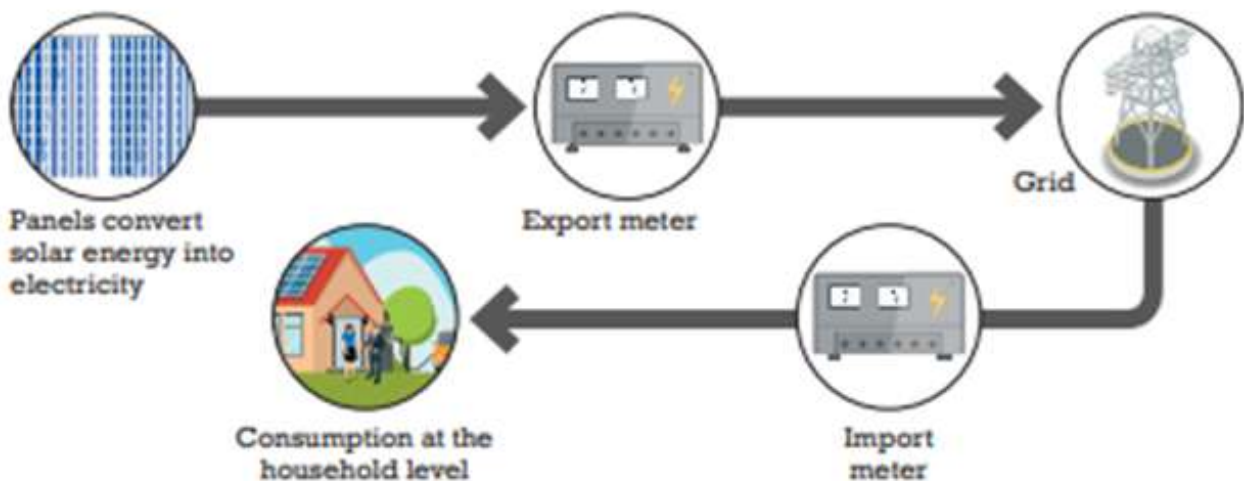 Panels convert
solar energy into
electricity
Export meter
Grid
Consumption at the
household level
Import
meter